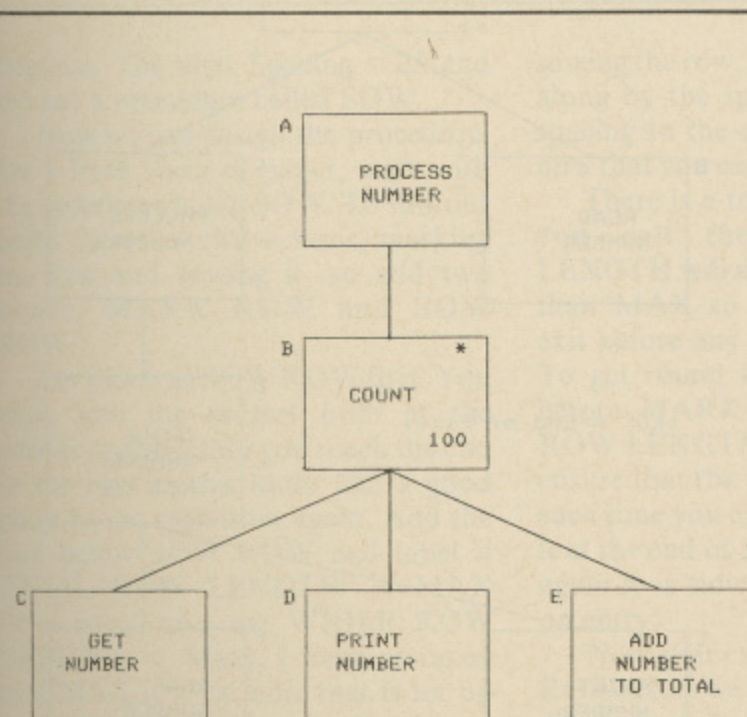 A
PROCESS
NUMBER
B
*
COUNT
100
C
GET
NUMBER
D
PRINT
NUMBER
E
ADD
NUMBER
TO TOTAL